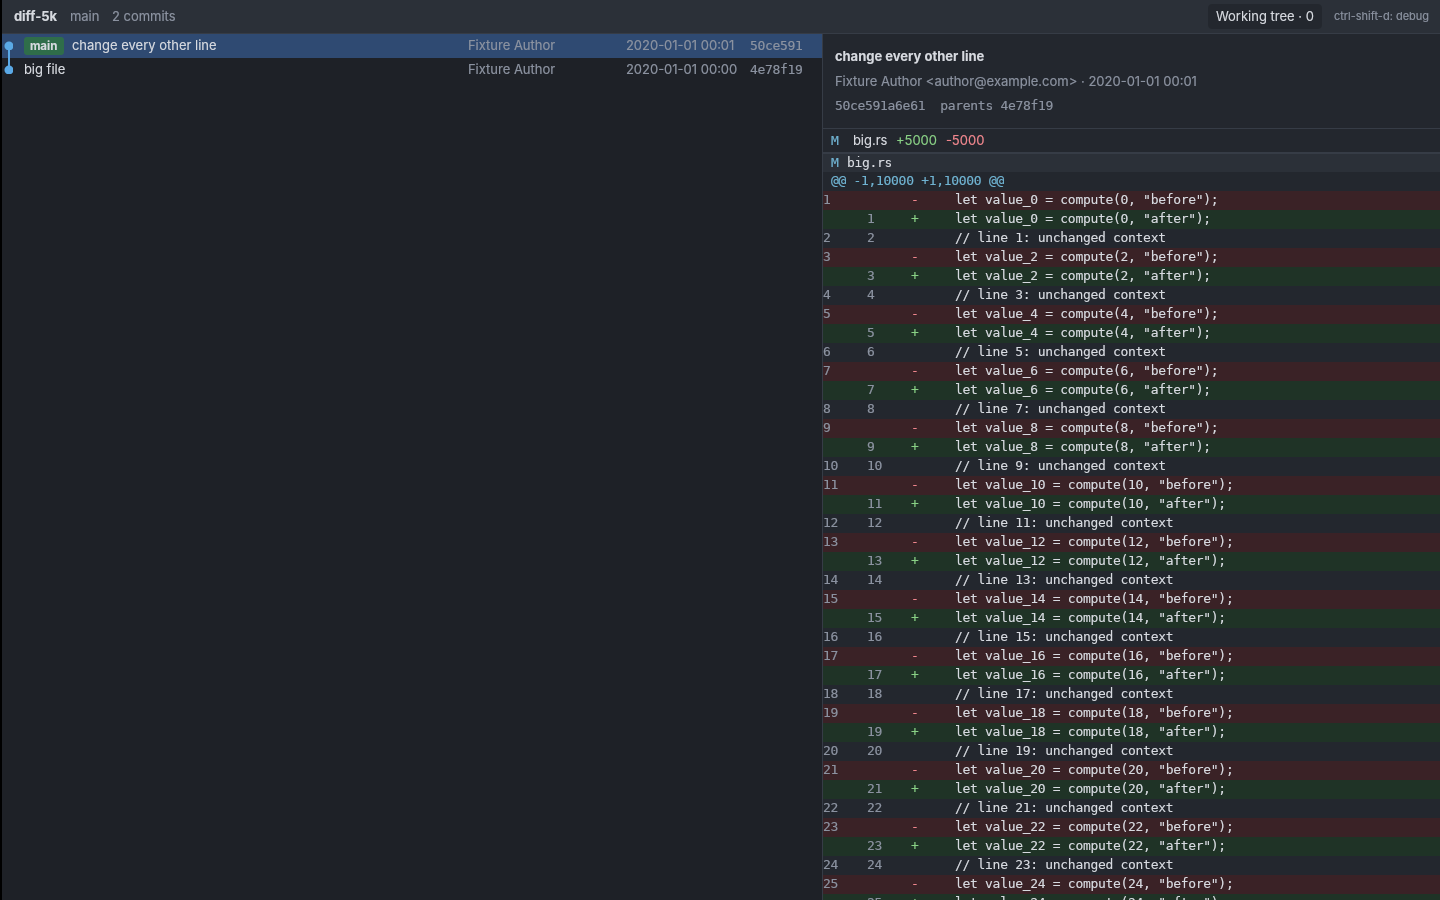 diff-5k main 2 commits Working tree · 0 ctrl-shift-d: debug
main change every other line Fixture Author 2020-01-01 00:01 50ce591
big file Fixture Author 2020-01-01 00:00 4e78f19
change every other line
Fixture Author <author@example.com> · 2020-01-01 00:01
50ce591a6e61 parents 4e78f19
M big.rs +5000 -5000
M big.rs
@@ -1,10000 +1,10000 @@
1 - let value_0 = compute(0, "before");
1 + let value_0 = compute(0, "after");
2 2 // line 1: unchanged context
3 - let value_2 = compute(2, "before");
3 + let value_2 = compute(2, "after");
4 4 // line 3: unchanged context
5 - let value_4 = compute(4, "before");
5 + let value_4 = compute(4, "after");
6 6 // line 5: unchanged context
7 - let value_6 = compute(6, "before");
7 + let value_6 = compute(6, "after");
8 8 // line 7: unchanged context
9 - let value_8 = compute(8, "before");
9 + let value_8 = compute(8, "after");
10 10 // line 9: unchanged context
11 - let value_10 = compute(10, "before");
11 + let value_10 = compute(10, "after");
12 12 // line 11: unchanged context
13 - let value_12 = compute(12, "before");
13 + let value_12 = compute(12, "after");
14 14 // line 13: unchanged context
15 - let value_14 = compute(14, "before");
15 + let value_14 = compute(14, "after");
16 16 // line 15: unchanged context
17 - let value_16 = compute(16, "before");
17 + let value_16 = compute(16, "after");
18 18 // line 17: unchanged context
19 - let value_18 = compute(18, "before");
19 + let value_18 = compute(18, "after");
20 20 // line 19: unchanged context
21 - let value_20 = compute(20, "before");
21 + let value_20 = compute(20, "after");
22 22 // line 21: unchanged context
23 - let value_22 = compute(22, "before");
23 + let value_22 = compute(22, "after");
24 24 // line 23: unchanged context
25 - let value_24 = compute(24, "before");